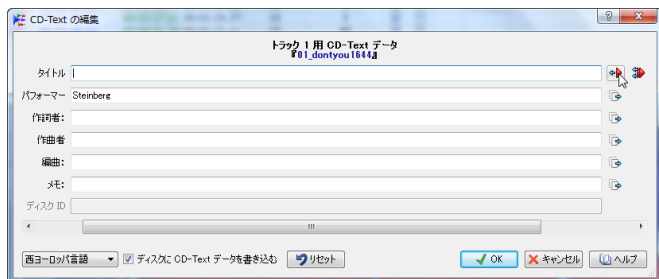 CD-Text の編集
トラック 1 用 CD-Text データ
『01_dontyou1644』
タイトル
パフォーマー Steinberg
作詞者:
作曲者
編曲:
メモ:
ディスク ID
西ヨーロッパ言語 ディスクに CD-Text データを書き込む リセット OK キャンセル ヘルプ